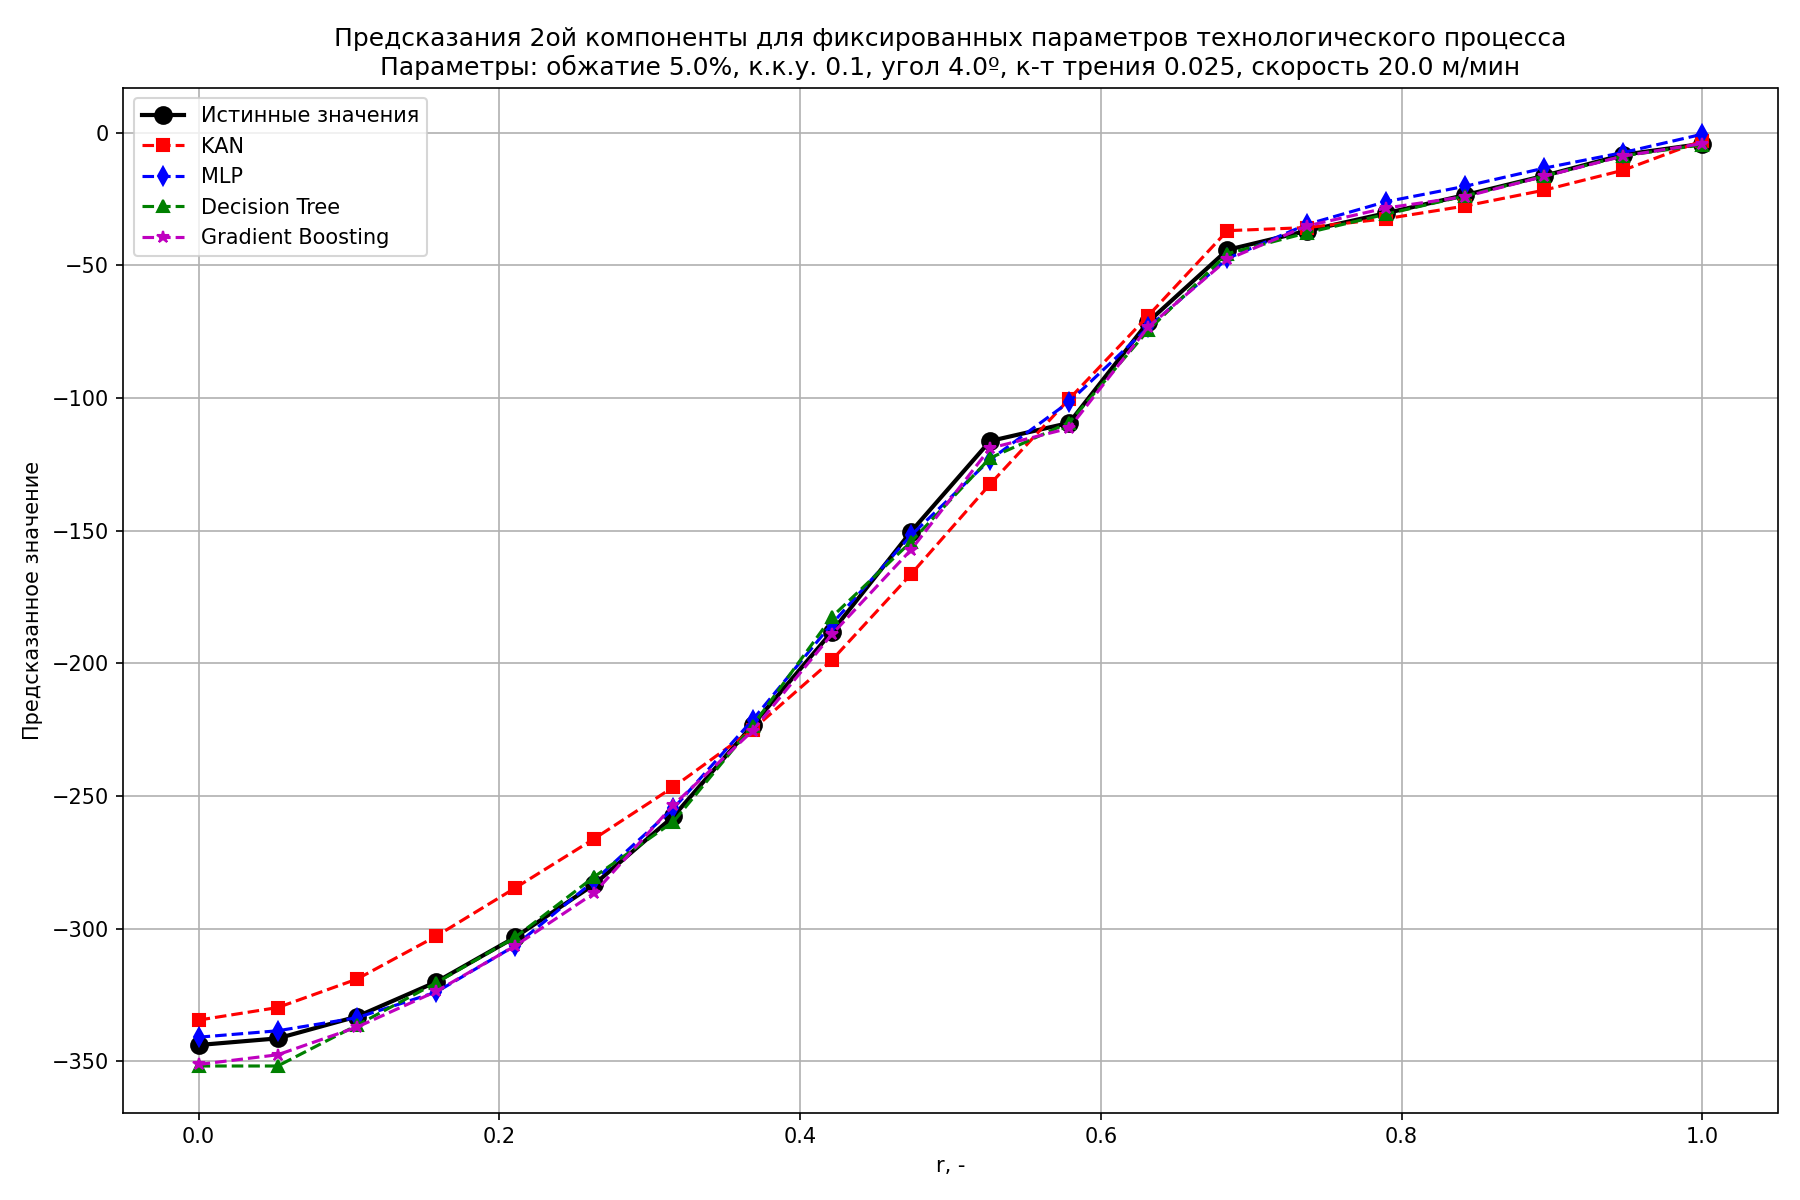 Предсказания 2ой компоненты для фиксированных параметров технологического процесса
Параметры: обжатие 5.0%, к.к.у. 0.1, угол 4.0º, к-т трения 0.025, скорость 20.0 м/мин
Истинные значения
KAN
MLP
Decision Tree
Gradient Boosting
Предсказанное значение
0
−50
−100
−150
−200
−250
−300
−350
0.0
0.2
0.4
0.6
0.8
1.0
r, -